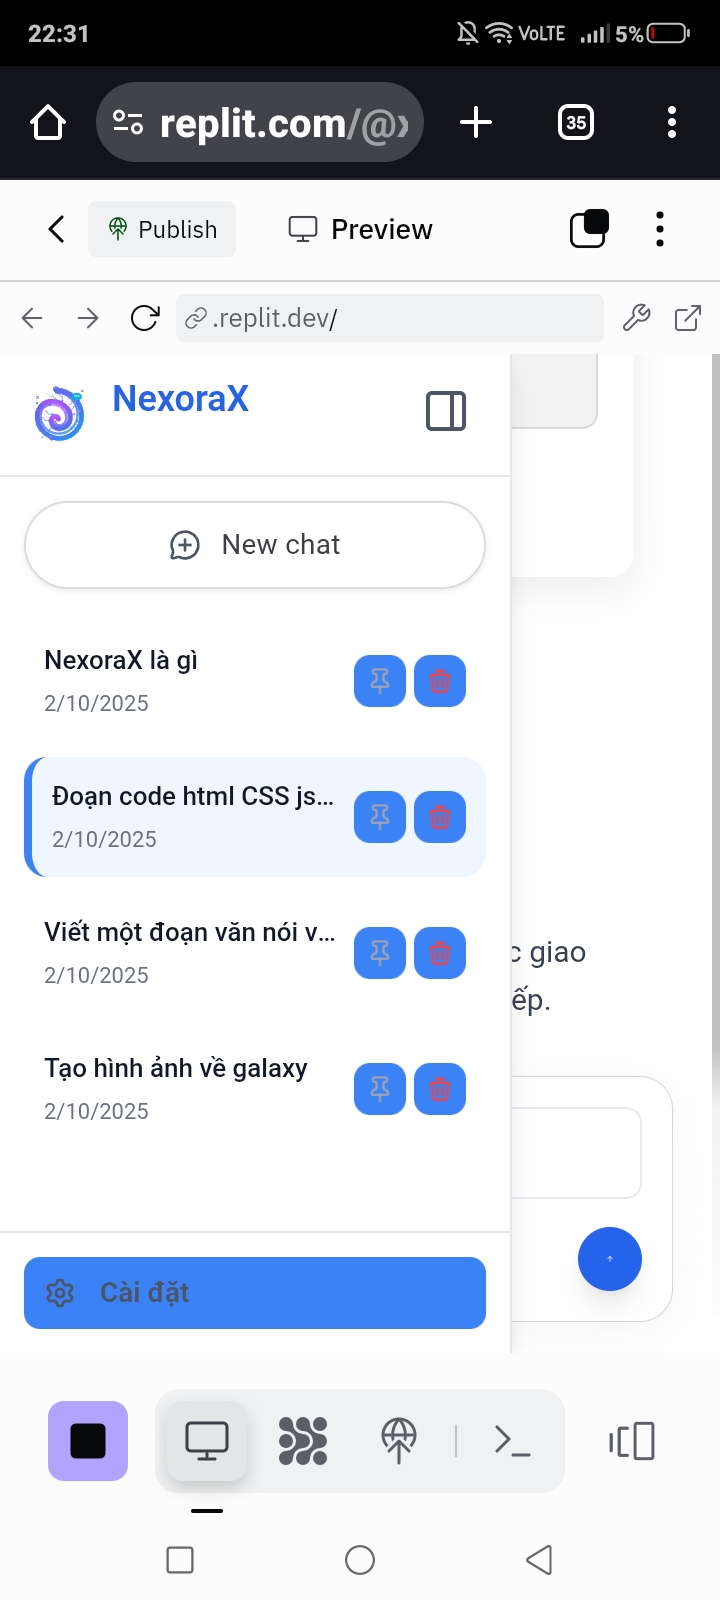 22:31
VoLTE 5%
replit.com/@x
35
Publish
Preview
.replit.dev/
NexoraX
New chat
NexoraX là gì
2/10/2025
Đoạn code html CSS js...
2/10/2025
Viết một đoạn văn nói v...
2/10/2025
c giao
ếp.
Tạo hình ảnh về galaxy
2/10/2025
Cài đặt